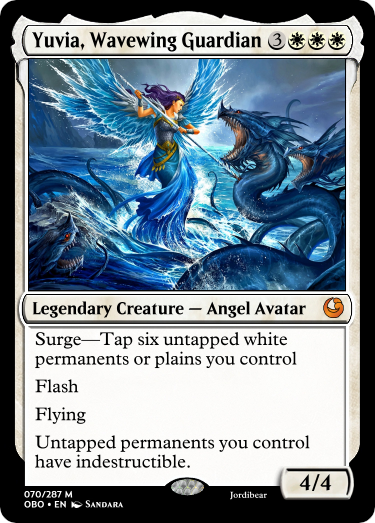 Yuvia, Wavewing Guardian 3
Legendary Creature — Angel Avatar
Surge—Tap six untapped white
permanents or plains you control
Flash
Flying
Untapped permanents you control
have indestructible.
4/4
070/287 M
OBO • EN Sandara
Jordibear